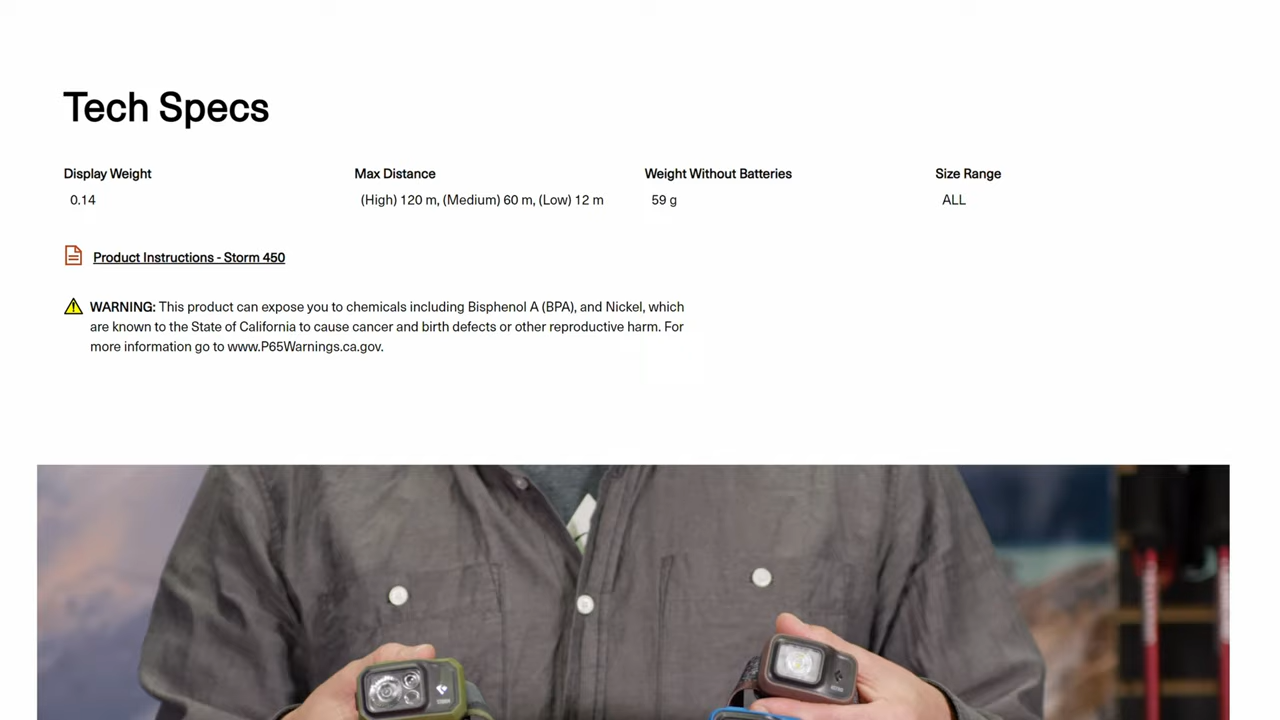 Tech Specs
Display Weight
0.14
Max Distance
(High) 120 m, (Medium) 60 m, (Low) 12 m
Weight Without Batteries
59 g
Size Range
ALL
Product Instructions - Storm 450
WARNING: This product can expose you to chemicals including Bisphenol A (BPA), and Nickel, which
are known to the State of California to cause cancer and birth defects or other reproductive harm. For
more information go to www.P65Warnings.ca.gov.